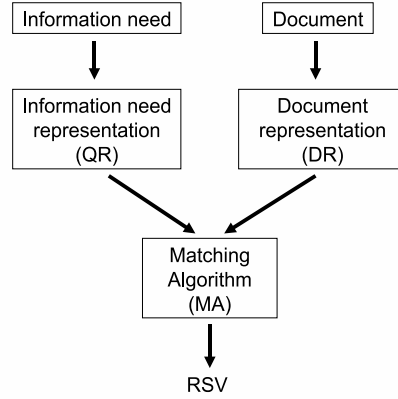 Information need
Document
Information need
representation
(QR)
Document
representation
(DR)
Matching
Algorithm
(MA)
RSV